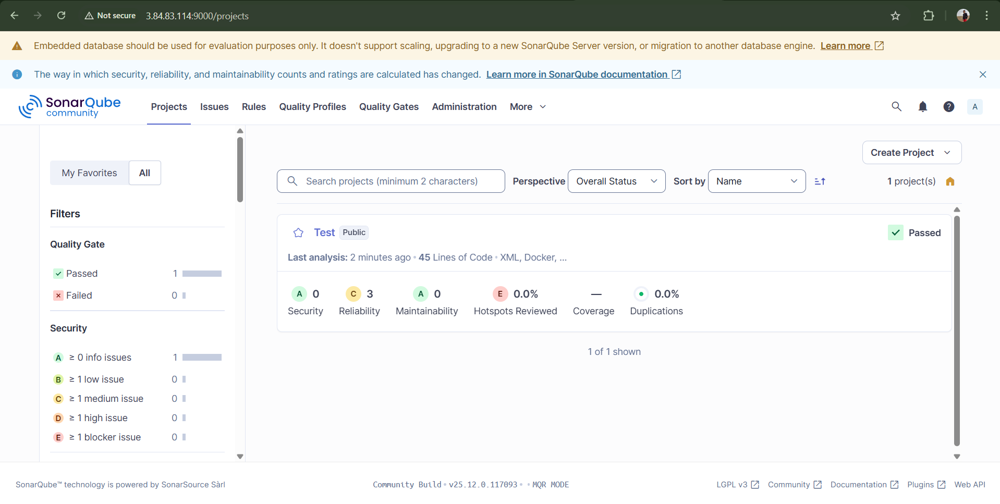 Not secure 3.84.83.114:9000/projects
Embedded database should be used for evaluation purposes only. It doesn't support scaling, upgrading to a new SonarQube Server version, or migration to another database engine. Learn more
The way in which security, reliability, and maintainability counts and ratings are calculated has changed. Learn more in SonarQube documentation
SonarQube community
Projects Issues Rules Quality Profiles Quality Gates Administration More A
My Favorites All
Filters
Quality Gate
Passed 1
Failed 0
Security
A ≥ 0 info issues 1
B ≥ 1 low issue 0
C ≥ 1 medium issue 0
D ≥ 1 high issue 0
E ≥ 1 blocker issue 0
Create Project
Search projects (minimum 2 characters) Perspective Overall Status Sort by Name 1 project(s)
Test Public Passed
Last analysis: 2 minutes ago • 45 Lines of Code • XML, Docker, ...
A 0 C 3 A 0 E 0.0% — 0.0%
Security Reliability Maintainability Hotspots Reviewed Coverage Duplications
1 of 1 shown
SonarQube™ technology is powered by SonarSource Sàrl
Community Build • v25.12.0.117093 • • MQR MODE
LGPL v3 Community Documentation Plugins Web API